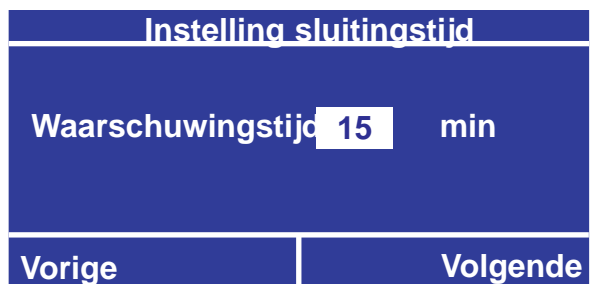 Instelling sluitingstijd
Waarschuwingstijd 15 min
Vorige Volgende